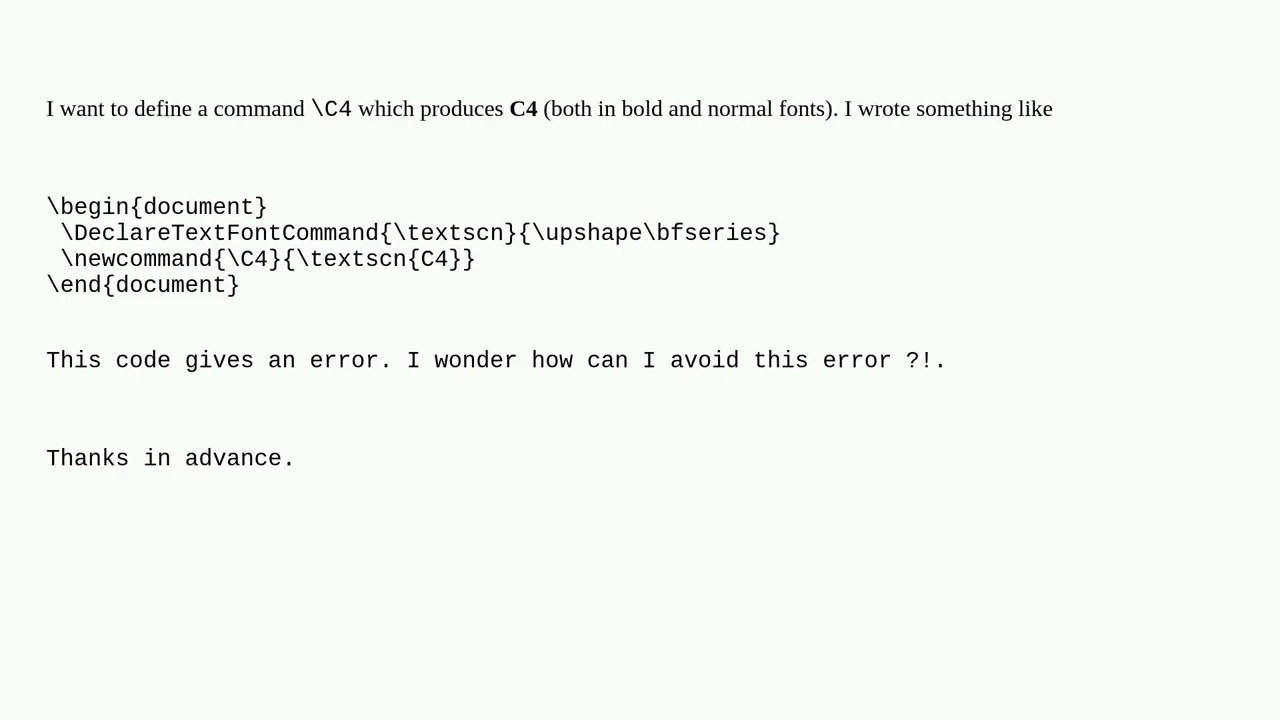 I want to define a command \C4 which produces C4 (both in bold and normal fonts). I wrote something like
\begin{document}
\DeclareTextFontCommand{\textscn}{\upshape\bfseries}
\newcommand{\C4}{\textscn{C4}}
\end{document}
This code gives an error. I wonder how can I avoid this error ?!.
Thanks in advance.